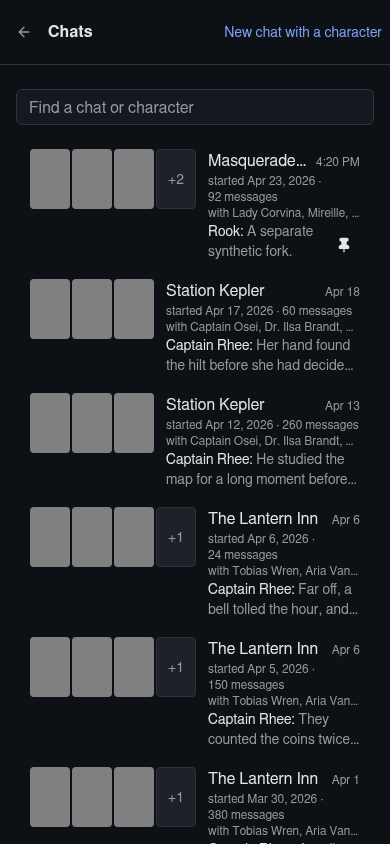 Chats
New chat with a character
Find a chat or character
+2
Masquerade... 4:20 PM
started Apr 23, 2026 ·
92 messages
with Lady Corvina, Mireille, ...
Rook: A separate
synthetic fork.
Station Kepler Apr 18
started Apr 17, 2026 · 60 messages
with Captain Osei, Dr. Ilsa Brandt, ...
Captain Rhee: Her hand found
the hilt before she had decide...
Station Kepler Apr 13
started Apr 12, 2026 · 260 messages
with Captain Osei, Dr. Ilsa Brandt, ...
Captain Rhee: He studied the
map for a long moment before...
+1
The Lantern Inn Apr 6
started Apr 6, 2026 ·
24 messages
with Tobias Wren, Aria Van...
Captain Rhee: Far off, a
bell tolled the hour, and...
+1
The Lantern Inn Apr 6
started Apr 5, 2026 ·
150 messages
with Tobias Wren, Aria Van...
Captain Rhee: They
counted the coins twice...
+1
The Lantern Inn Apr 1
started Mar 30, 2026 ·
380 messages
with Tobias Wren, Aria Van...